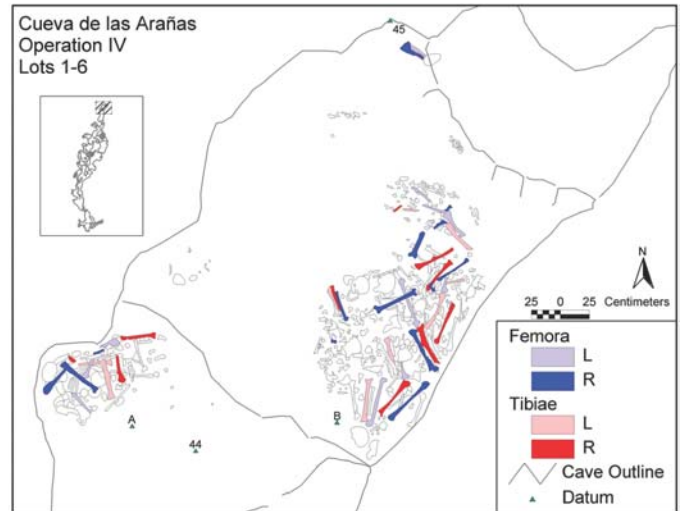 Cueva de las Arañas
Operation IV
Lots 1-6
45
N
25 0 25
Centimeters
A
44
B
Femora
L
R
Tibiae
L
R
Cave Outline
Datum